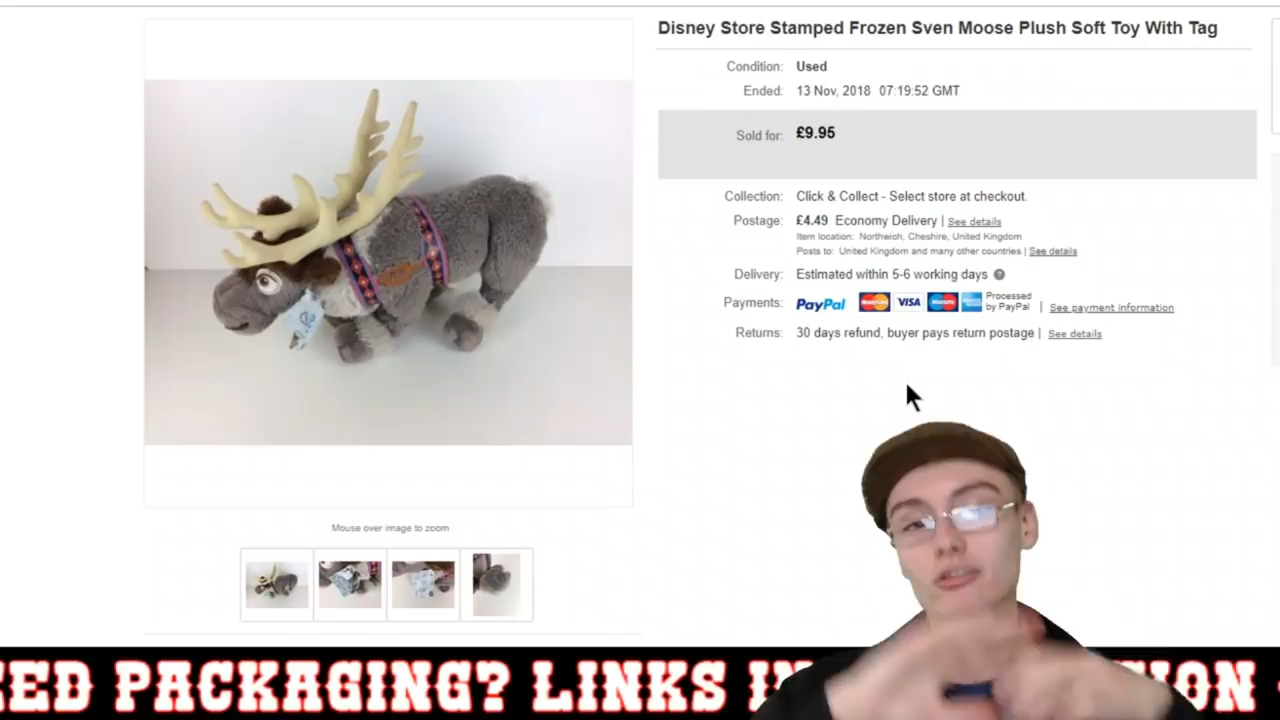 Disney Store Stamped Frozen Sven Moose Plush Soft Toy With Tag
Condition: Used
Ended: 13 Nov, 2018 07:19:52 GMT
Sold for: £9.95
Collection: Click & Collect - Select store at checkout.
Postage: £4.49 Economy Delivery | See details
Item location: Northwich, Cheshire, United Kingdom
Posts to: United Kingdom and many other countries | See details
Delivery: Estimated within 5-6 working days ?
Payments: PayPal MasterCard VISA Maestro Processed by PayPal | See payment information
Returns: 30 days refund, buyer pays return postage | See details
Mouse over image to zoom
PACKAGING? LINKS